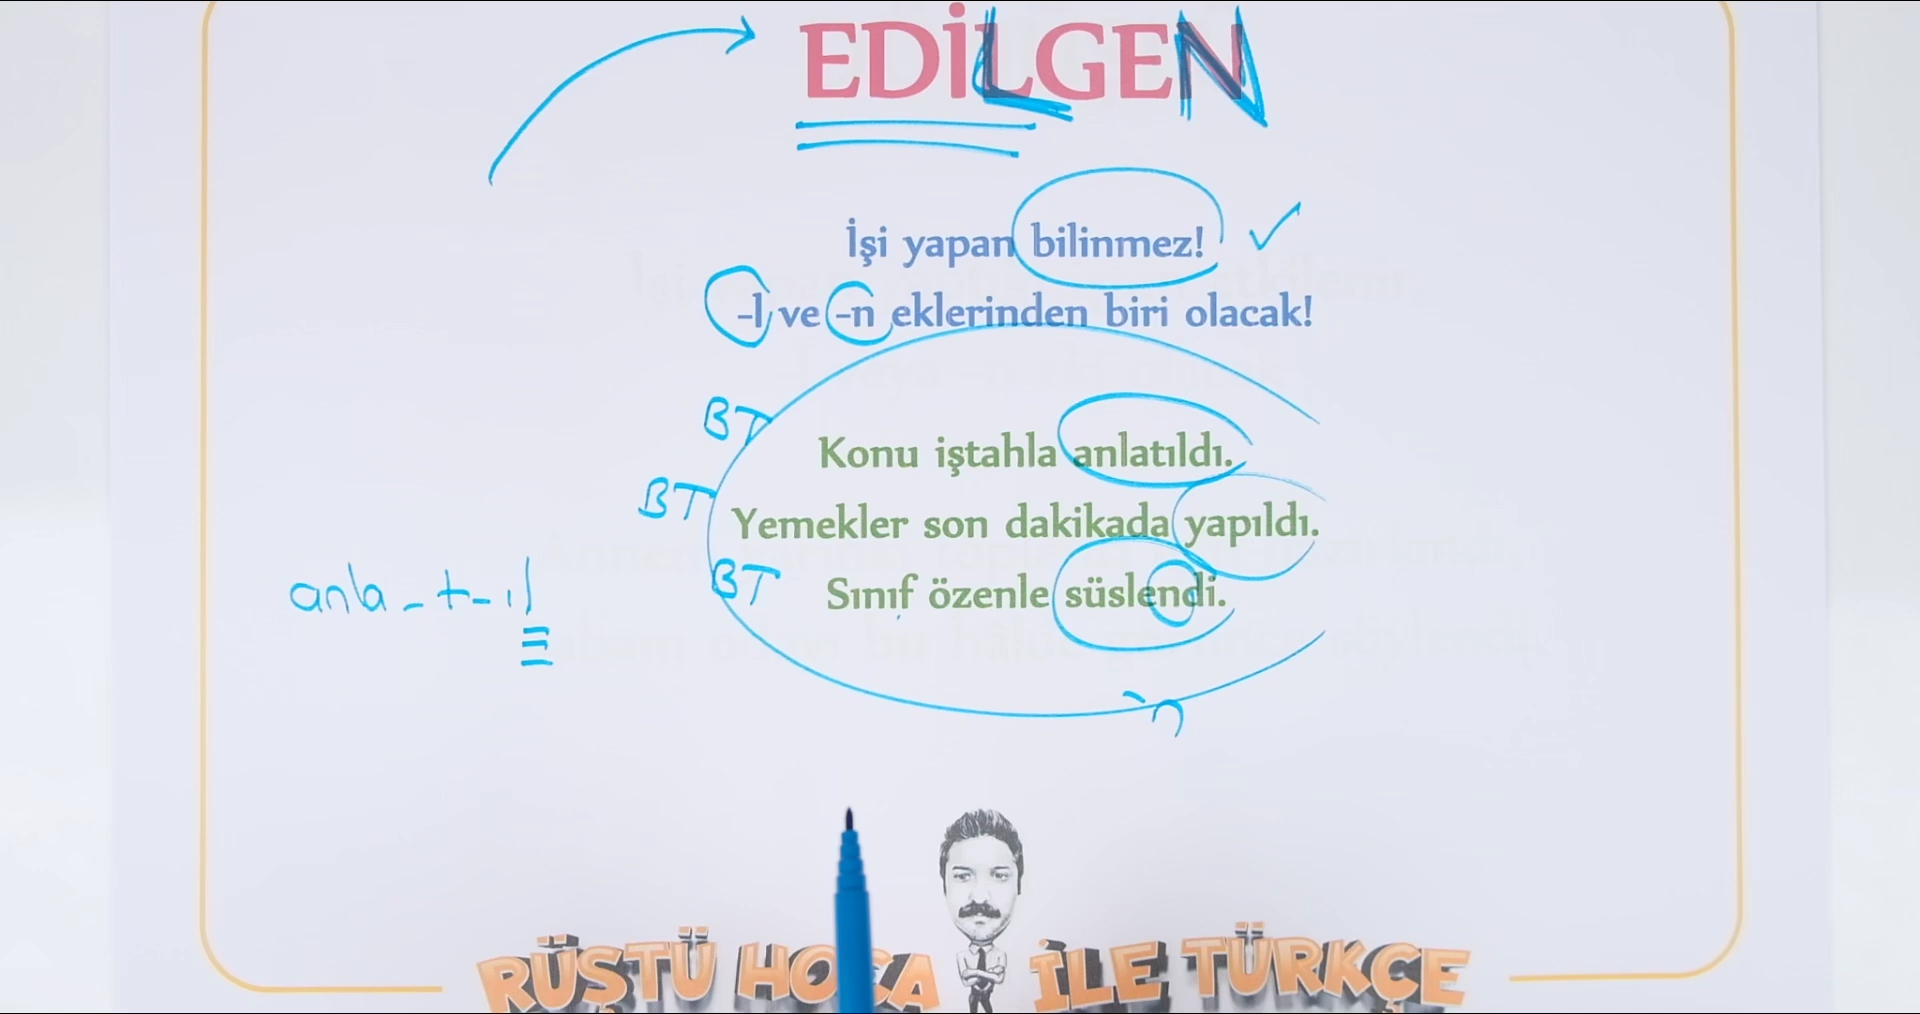 EDİLGEN
İşi yapan bilinmez!
-l ve -n eklerinden biri olacak!
BT
Konu iştahla anlatıldı.
BT
Yemekler son dakikada yapıldı.
BT
Sınıf özenle süslendi.
anla-t-ıl
-n
RÜŞTÜ HOCA İLE TÜRKÇE